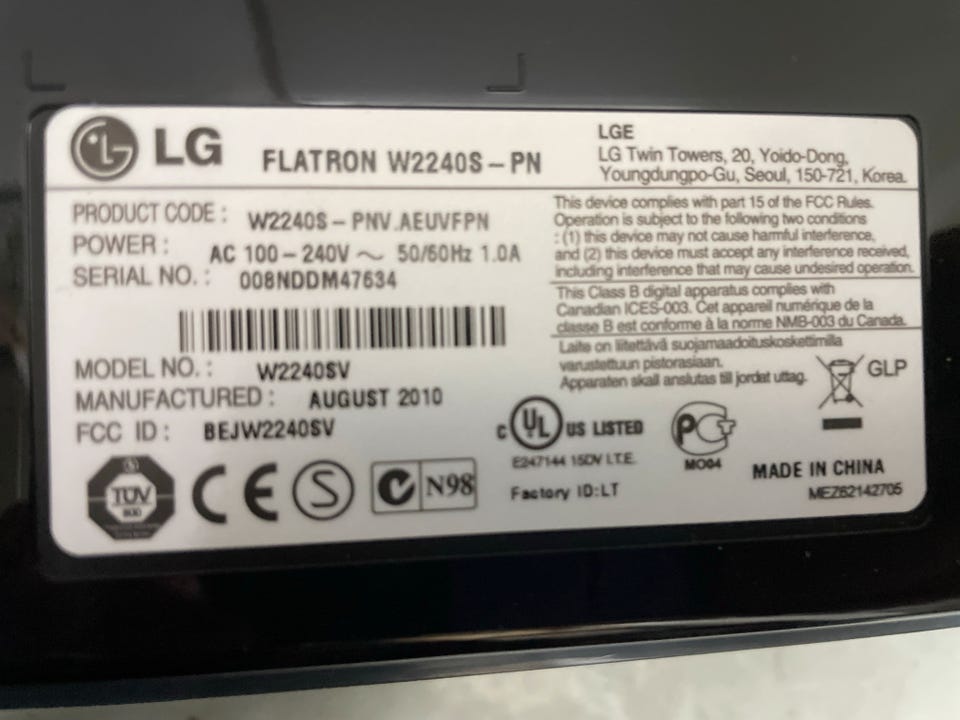 LG FLATRON W2240S-PN
LGE
LG Twin Towers, 20, Yoido-Dong,
Youngdungpo-Gu, Seoul, 150-721, Korea.
PRODUCT CODE : W2240S-PNV.AEUVFPN
POWER : AC 100-240V ~ 50/60Hz 1.0A
SERIAL NO. : 008NDDM47634
MODEL NO. : W2240SV
MANUFACTURED : AUGUST 2010
FCC ID : BEJW2240SV
This device complies with part 15 of the FCC Rules.
Operation is subject to the following two conditions
: (1) this device may not cause harmful interference,
and (2) this device must accept any interference received,
including interference that may cause undesired operation.
This Class B digital apparatus complies with
Canadian ICES-003. Cet appareil numérique de la
classe B est conforme à la norme NMB-003 du Canada.
Laite on liitettävä suojamaadoituskoskettimilla
varustettuun pistorasiaan.
Apparaten skall anslutas till jordat uttag.
GLP
c UL US LISTED
E247144 15DV I.T.E.
Factory ID:LT
PCT
MO04
MADE IN CHINA
MEZ62142705
TÜV
CE S N98